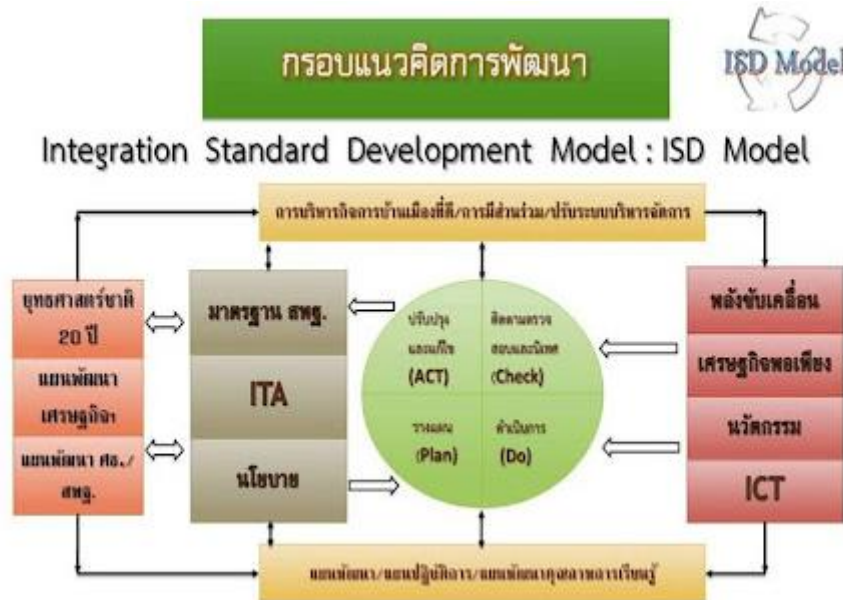 กรอบแนวคิดการพัฒนา
ISD Model
Integration Standard Development Model : ISD Model
การบริหารกิจการบ้านเมืองที่ดี/การมีส่วนร่วม/ปรับระบบบริหารจัดการ
ยุทธศาสตร์ชาติ
20 ปี
แผนพัฒนา
เศรษฐกิจฯ
แผนพัฒนา ศธ./
สพฐ.
มาตรฐาน สพฐ.
ITA
นโยบาย
ปรับปรุง
และแก้ไข
(ACT)
ติดตามตรวจ
สอบและนิเทศ
(Check)
วางแผน
(Plan)
ดำเนินการ
(Do)
พลังขับเคลื่อน
เศรษฐกิจพอเพียง
นวัตกรรม
ICT
แผนพัฒนา/แผนปฏิบัติการ/แผนพัฒนาคุณภาพการเรียนรู้